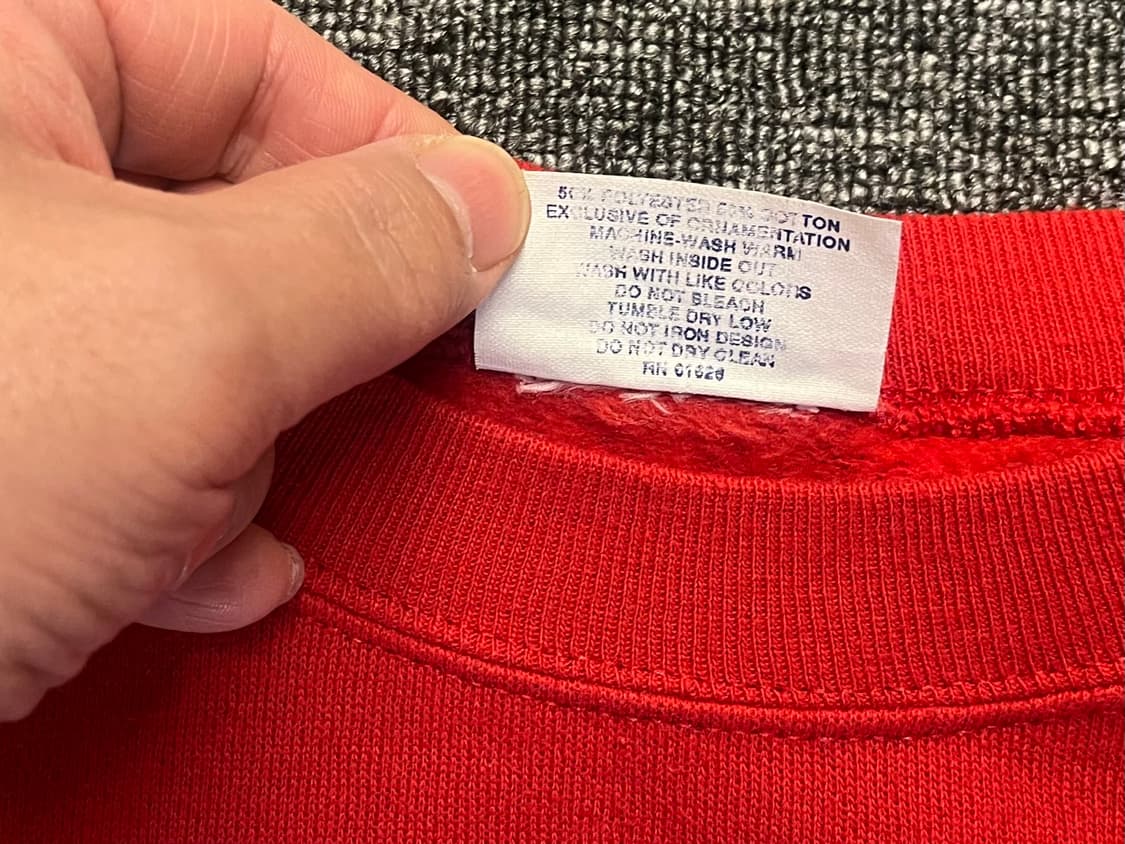 50% POLYESTER 50% COTTON
EXCLUSIVE OF ORNAMENTATION
MACHINE-WASH WARM
WASH INSIDE OUT
WASH WITH LIKE COLORS
DO NOT BLEACH
TUMBLE DRY LOW
DO NOT IRON DESIGN
DO NOT DRY CLEAN
RN 61626